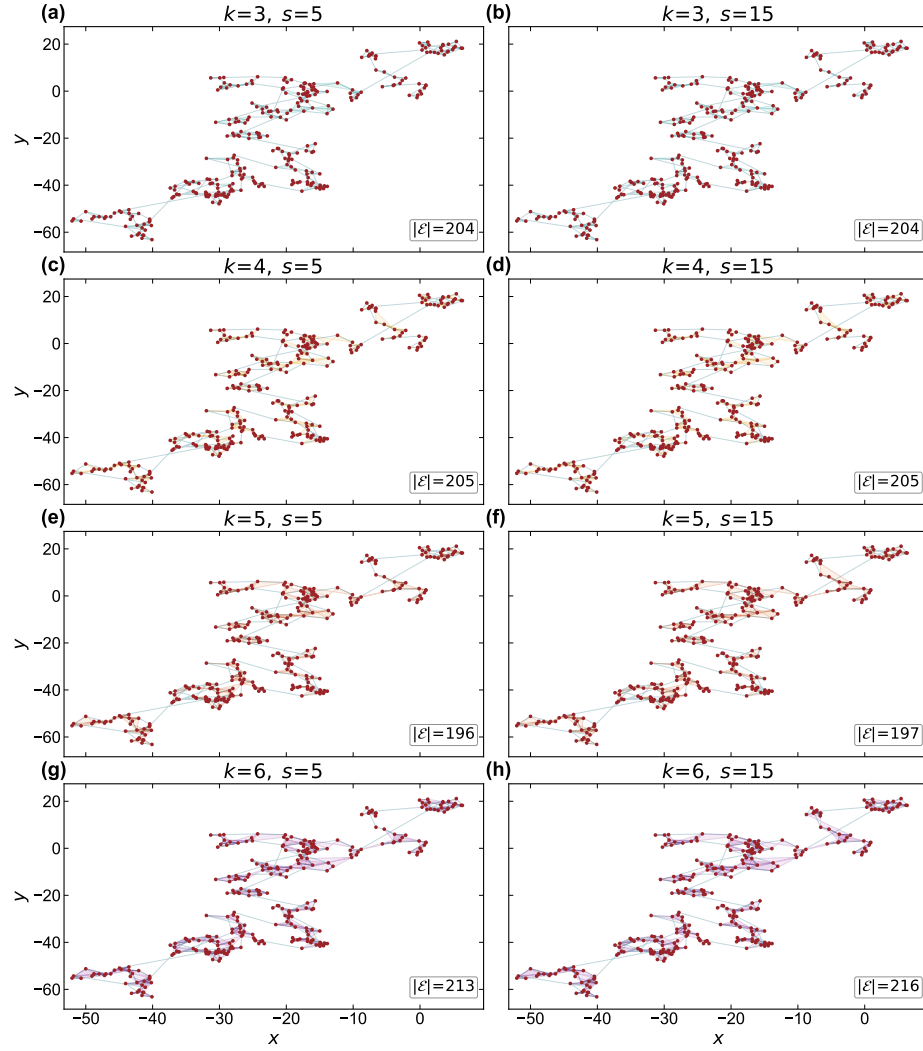 (a) k=3, s=5
(b) k=3, s=15
20
0
−20
−40
−60
y
|ℰ|=204
|ℰ|=204
(c) k=4, s=5
(d) k=4, s=15
20
0
−20
−40
−60
y
|ℰ|=205
|ℰ|=205
(e) k=5, s=5
(f) k=5, s=15
20
0
−20
−40
−60
y
|ℰ|=196
|ℰ|=197
(g) k=6, s=5
(h) k=6, s=15
20
0
−20
−40
−60
y
|ℰ|=213
|ℰ|=216
−50 −40 −30 −20 −10 0
−50 −40 −30 −20 −10 0
x
x